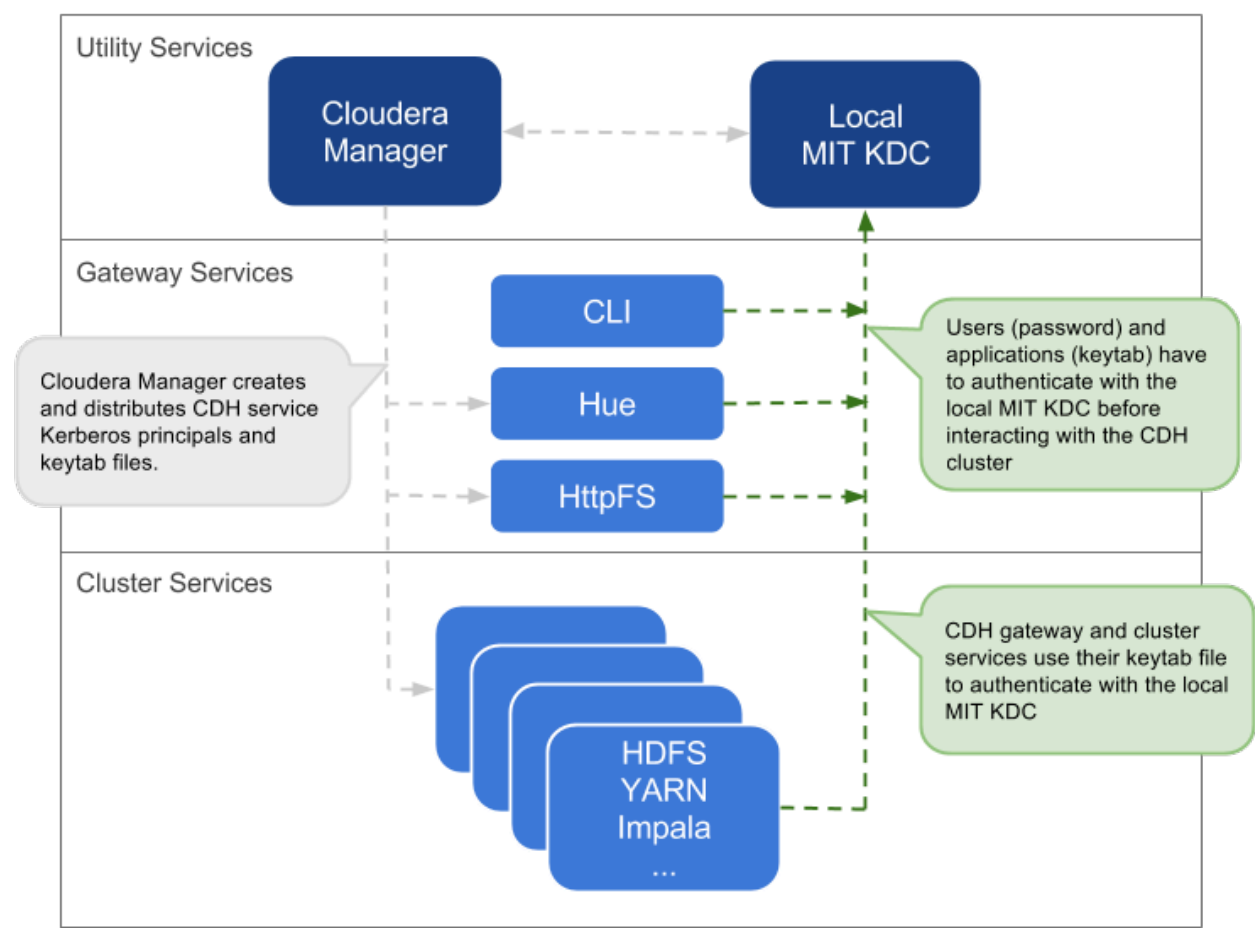 Utility Services
Cloudera
Manager
Local
MIT KDC
Gateway Services
CLI
Hue
HttpFS
Cloudera Manager creates
and distributes CDH service
Kerberos principals and
keytab files.
Users (password) and
applications (keytab) have
to authenticate with the
local MIT KDC before
interacting with the CDH
cluster
Cluster Services
HDFS
YARN
Impala
...
CDH gateway and cluster
services use their keytab file
to authenticate with the local
MIT KDC